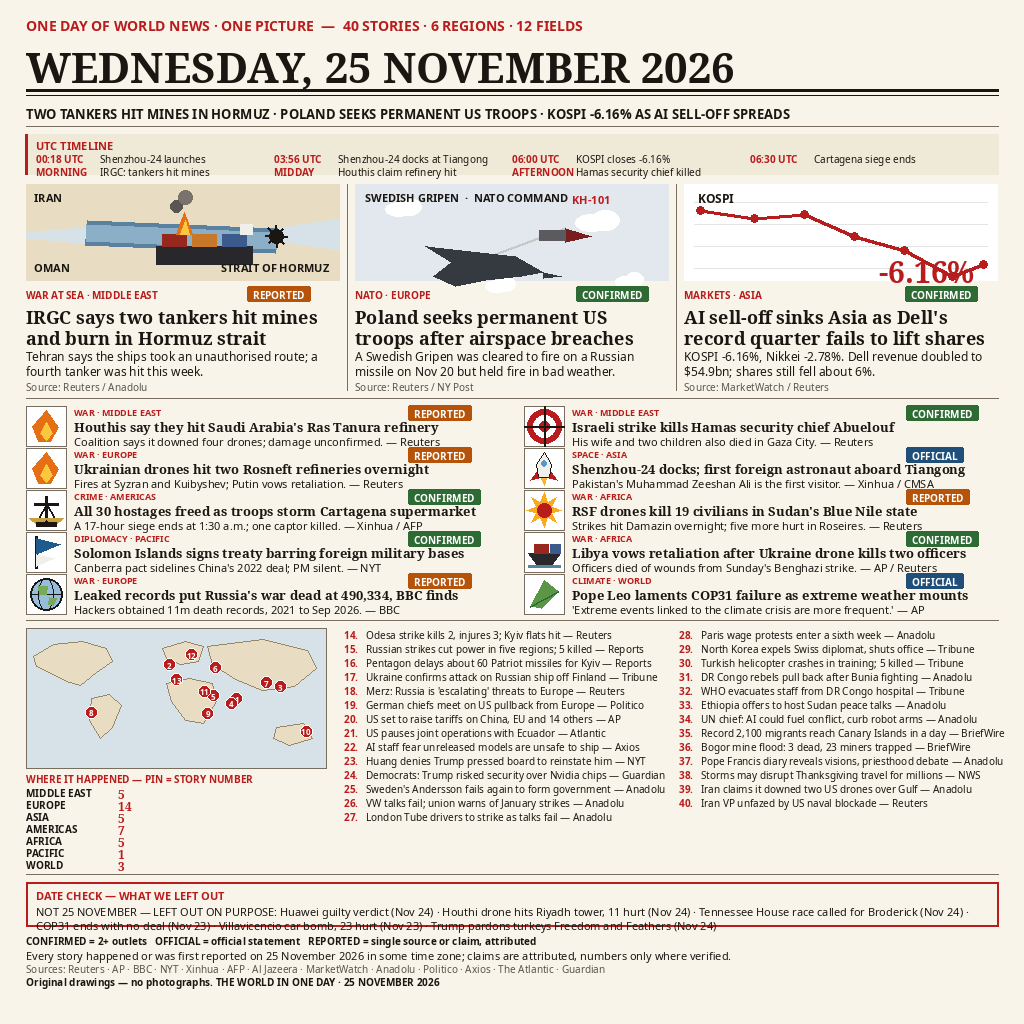 ONE DAY OF WORLD NEWS · ONE PICTURE — 40 STORIES · 6 REGIONS · 12 FIELDS
WEDNESDAY, 25 NOVEMBER 2026
TWO TANKERS HIT MINES IN HORMUZ · POLAND SEEKS PERMANENT US TROOPS · KOSPI -6.16% AS AI SELL-OFF SPREADS
UTC TIMELINE
00:18 UTC Shenzhou-24 launches
03:56 UTC Shenzhou-24 docks at Tiangong
06:00 UTC KOSPI closes -6.16%
06:30 UTC Cartagena siege ends
MORNING IRGC: tankers hit mines
MIDDAY Houthis claim refinery hit
AFTERNOON Hamas security chief killed
IRAN
OMAN
STRAIT OF HORMUZ
WAR AT SEA · MIDDLE EAST
REPORTED
IRGC says two tankers hit mines
and burn in Hormuz strait
Tehran says the ships took an unauthorised route; a
fourth tanker was hit this week.
Source: Reuters / Anadolu
SWEDISH GRIPEN · NATO COMMAND
KH-101
NATO · EUROPE
CONFIRMED
Poland seeks permanent US
troops after airspace breaches
A Swedish Gripen was cleared to fire on a Russian
missile on Nov 20 but held fire in bad weather.
Source: Reuters / NY Post
KOSPI
-6.16%
MARKETS · ASIA
CONFIRMED
AI sell-off sinks Asia as Dell's
record quarter fails to lift shares
KOSPI -6.16%, Nikkei -2.78%. Dell revenue doubled to
$54.9bn; shares still fell about 6%.
Source: MarketWatch / Reuters
WAR · MIDDLE EAST
REPORTED
Houthis say they hit Saudi Arabia's Ras Tanura refinery
Coalition says it downed four drones; damage unconfirmed. — Reuters
WAR · EUROPE
REPORTED
Ukrainian drones hit two Rosneft refineries overnight
Fires at Syzran and Kuibyshev; Putin vows retaliation. — Reuters
CRIME · AMERICAS
CONFIRMED
All 30 hostages freed as troops storm Cartagena supermarket
A 17-hour siege ends at 1:30 a.m.; one captor killed. — Xinhua / AFP
DIPLOMACY · PACIFIC
CONFIRMED
Solomon Islands signs treaty barring foreign military bases
Canberra pact sidelines China's 2022 deal; PM silent. — NYT
WAR · EUROPE
REPORTED
Leaked records put Russia's war dead at 490,334, BBC finds
Hackers obtained 11m death records, 2021 to Sep 2026. — BBC
WAR · MIDDLE EAST
CONFIRMED
Israeli strike kills Hamas security chief Abuelouf
His wife and two children also died in Gaza City. — Reuters
SPACE · ASIA
OFFICIAL
Shenzhou-24 docks; first foreign astronaut aboard Tiangong
Pakistan's Muhammad Zeeshan Ali is the first visitor. — Xinhua / CMSA
WAR · AFRICA
REPORTED
RSF drones kill 19 civilians in Sudan's Blue Nile state
Strikes hit Damazin overnight; five more hurt in Roseires. — Reuters
WAR · AFRICA
CONFIRMED
Libya vows retaliation after Ukraine drone kills two officers
Officers died of wounds from Sunday's Benghazi strike. — AP / Reuters
CLIMATE · WORLD
OFFICIAL
Pope Leo laments COP31 failure as extreme weather mounts
'Extreme events linked to the climate crisis are more frequent.' — AP
12
2
6
13
7
3
11
5
4
8
9
10
WHERE IT HAPPENED — PIN = STORY NUMBER
MIDDLE EAST 5
EUROPE 14
ASIA 5
AMERICAS 7
AFRICA 5
PACIFIC 1
WORLD 3
14. Odesa strike kills 2, injures 3; Kyiv flats hit — Reuters
15. Russian strikes cut power in five regions; 5 killed — Reports
16. Pentagon delays about 60 Patriot missiles for Kyiv — Reports
17. Ukraine confirms attack on Russian ship off Finland — Tribune
18. Merz: Russia is 'escalating' threats to Europe — Reuters
19. German chiefs meet on US pullback from Europe — Politico
20. US set to raise tariffs on China, EU and 14 others — AP
21. US pauses joint operations with Ecuador — Atlantic
22. AI staff fear unreleased models are unsafe to ship — Axios
23. Huang denies Trump pressed board to reinstate him — NYT
24. Democrats: Trump risked security over Nvidia chips — Guardian
25. Sweden's Andersson fails again to form government — Anadolu
26. VW talks fail; union warns of January strikes — Anadolu
27. London Tube drivers to strike as talks fail — Anadolu
28. Paris wage protests enter a sixth week — Anadolu
29. North Korea expels Swiss diplomat, shuts office — Tribune
30. Turkish helicopter crashes in training; 5 killed — Tribune
31. DR Congo rebels pull back after Bunia fighting — Anadolu
32. WHO evacuates staff from DR Congo hospital — Tribune
33. Ethiopia offers to host Sudan peace talks — Anadolu
34. UN chief: AI could fuel conflict, curb robot arms — Anadolu
35. Record 2,100 migrants reach Canary Islands in a day — BriefWire
36. Bogor mine flood: 3 dead, 23 miners trapped — BriefWire
37. Pope Francis diary reveals visions, priesthood debate — Anadolu
38. Storms may disrupt Thanksgiving travel for millions — NWS
39. Iran claims it downed two US drones over Gulf — Anadolu
40. Iran VP unfazed by US naval blockade — Reuters
DATE CHECK — WHAT WE LEFT OUT
NOT 25 NOVEMBER — LEFT OUT ON PURPOSE: Huawei guilty verdict (Nov 24) · Houthi drone hits Riyadh tower, 11 hurt (Nov 24) · Tennessee House race called for Broderick (Nov 24) ·
COP31 ends with no deal (Nov 23) · Villavicencio car bomb, 23 hurt (Nov 23) · Trump pardons turkeys Freedom and Feathers (Nov 24)
CONFIRMED = 2+ outlets OFFICIAL = official statement REPORTED = single source or claim, attributed
Every story happened or was first reported on 25 November 2026 in some time zone; claims are attributed, numbers only where verified.
Sources: Reuters · AP · BBC · NYT · Xinhua · AFP · Al Jazeera · MarketWatch · Anadolu · Politico · Axios · The Atlantic · Guardian
Original drawings — no photographs. THE WORLD IN ONE DAY · 25 NOVEMBER 2026